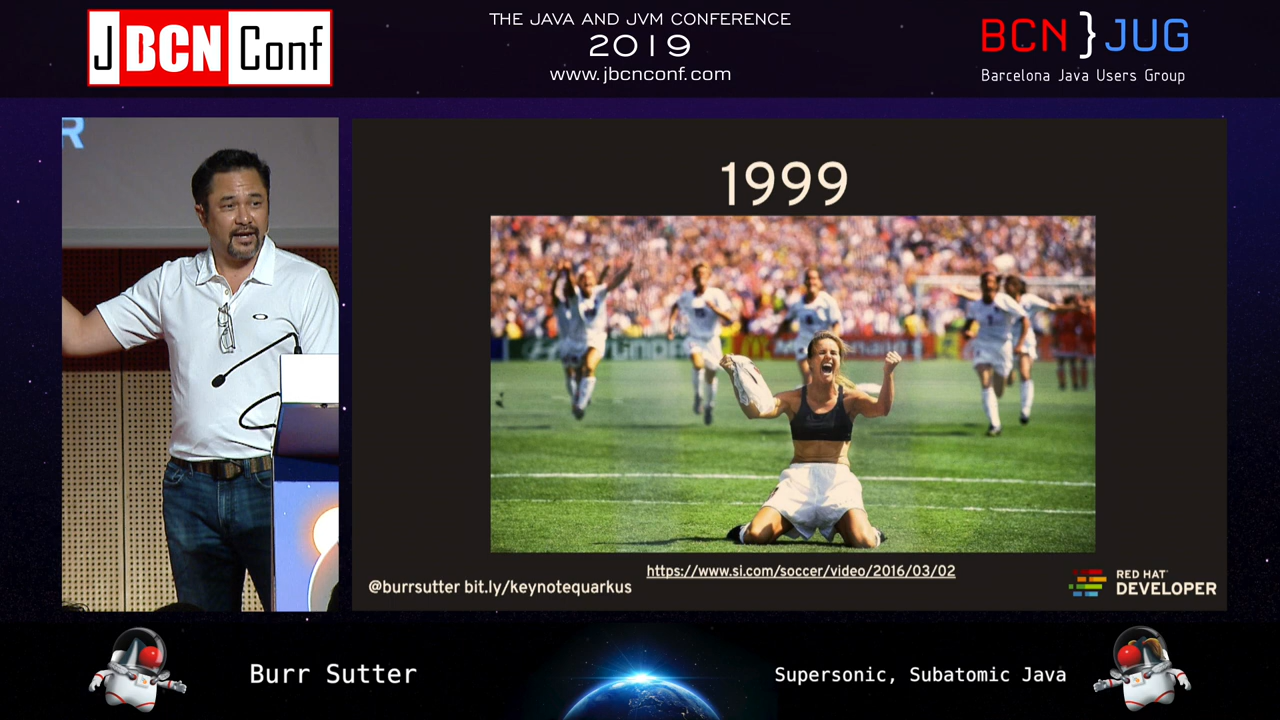 J BCN Conf
THE JAVA AND JVM CONFERENCE
2019
www.jbcnconf.com
BCN } JUG
Barcelona Java Users Group
R
1999
https://www.si.com/soccer/video/2016/03/02
@burrsutter bit.ly/keynotequarkus
RED HAT
DEVELOPER
Burr Sutter
Supersonic, Subatomic Java